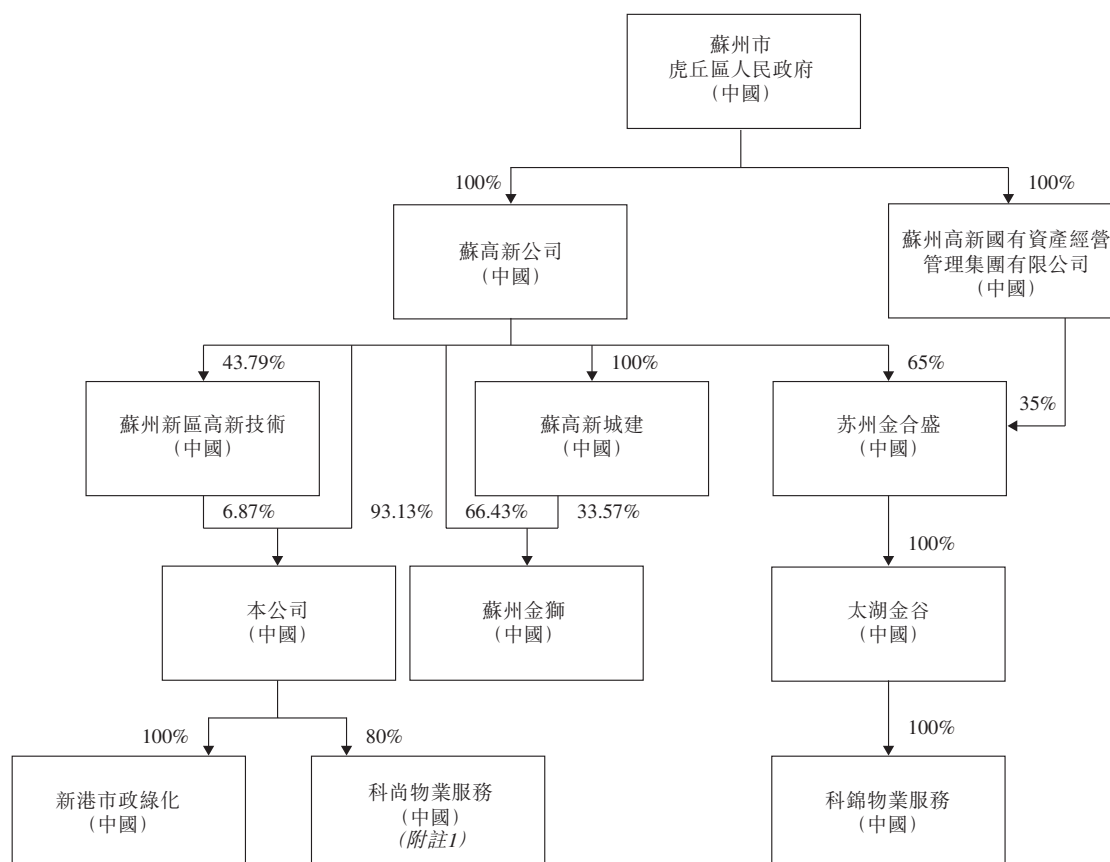 蘇州市
虎丘區人民政府
（中國）
100%
100%
蘇高新公司
（中國）
蘇州高新國有資產經營
管理集團有限公司
（中國）
43.79%
100%
65%
35%
蘇州新區高新技術
（中國）
蘇高新城建
（中國）
苏州金合盛
（中國）
6.87%
93.13%
66.43%
33.57%
100%
本公司
（中國）
蘇州金獅
（中國）
太湖金谷
（中國）
100%
80%
100%
新港市政綠化
（中國）
科尚物業服務
（中國）
（附註1）
科錦物業服務
（中國）